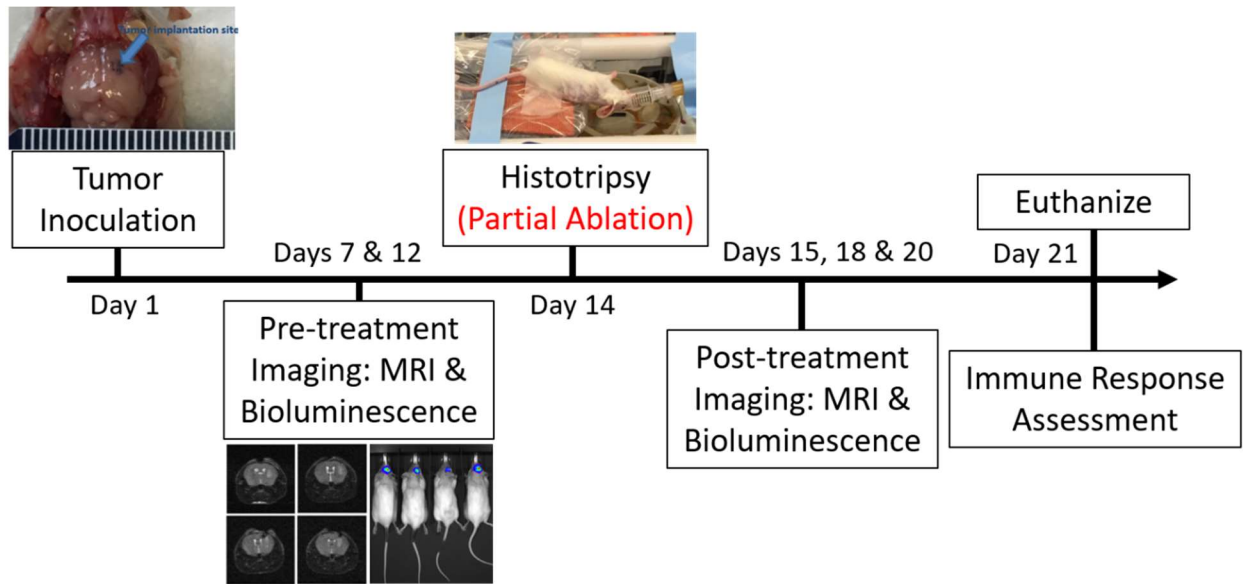 Tumor implantation site
Tumor
Inoculation
Histotripsy
(Partial Ablation)
Euthanize
Days 7 & 12
Days 15, 18 & 20
Day 21
Day 1
Day 14
Pre-treatment
Imaging: MRI &
Bioluminescence
Post-treatment
Imaging: MRI &
Bioluminescence
Immune Response
Assessment